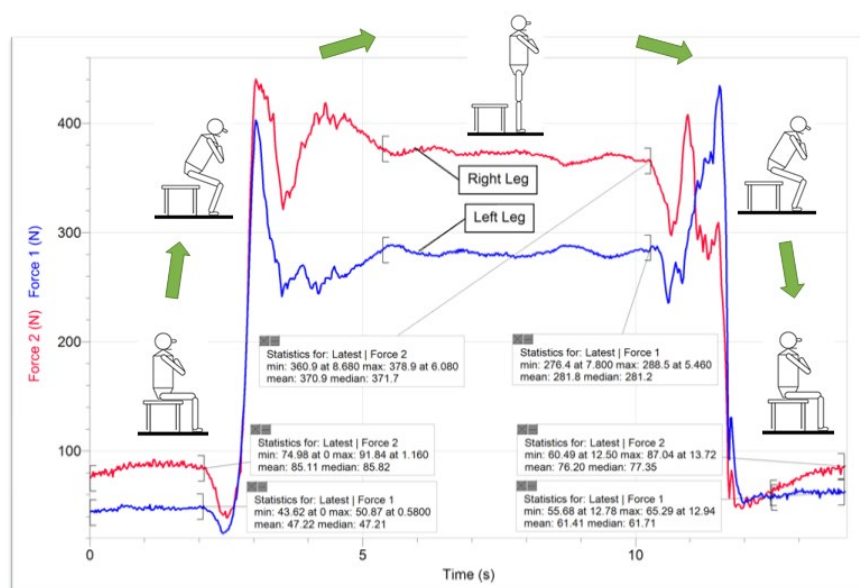 Force 2 (N) Force 1 (N)
400
300
200
100
Right Leg
Left Leg
Statistics for: Latest | Force 2
min: 360.9 at 8.680 max: 378.9 at 6.080
mean: 370.9 median: 371.7
Statistics for: Latest | Force 1
min: 276.4 at 7.800 max: 288.5 at 5.460
mean: 281.8 median: 281.2
Statistics for: Latest | Force 2
min: 74.98 at 0 max: 91.84 at 1.160
mean: 85.11 median: 85.82
Statistics for: Latest | Force 1
min: 43.62 at 0 max: 50.87 at 0.5800
mean: 47.22 median: 47.21
Statistics for: Latest | Force 2
min: 60.49 at 12.50 max: 87.04 at 13.72
mean: 76.20 median: 77.35
Statistics for: Latest | Force 1
min: 55.68 at 12.78 max: 65.29 at 12.94
mean: 61.41 median: 61.71
0 5 10
Time (s)